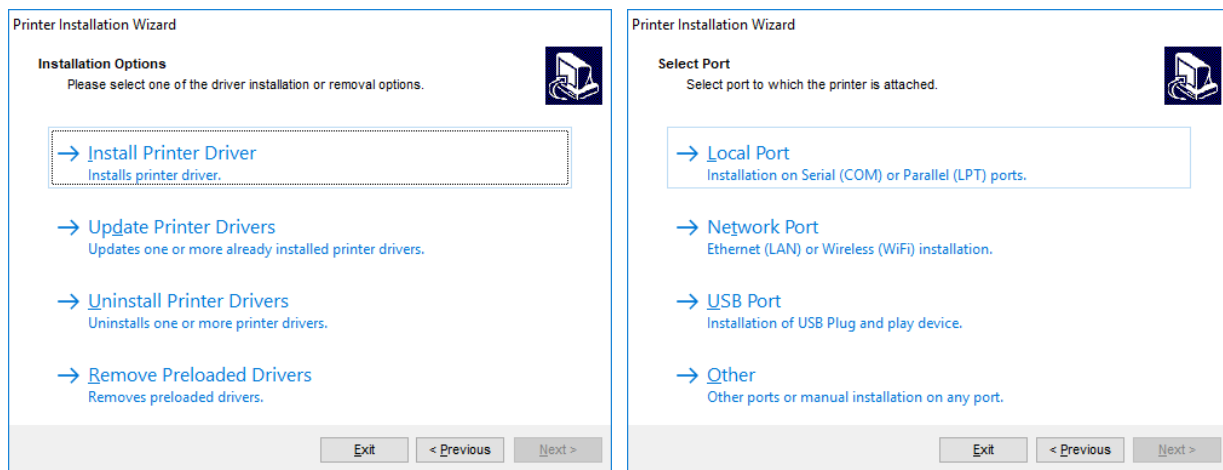 Printer Installation Wizard
Installation Options
Please select one of the driver installation or removal options.
→ Install Printer Driver
Installs printer driver.
→ Update Printer Drivers
Updates one or more already installed printer drivers.
→ Uninstall Printer Drivers
Uninstalls one or more printer drivers.
→ Remove Preloaded Drivers
Removes preloaded drivers.
Exit < Previous Next >
Printer Installation Wizard
Select Port
Select port to which the printer is attached.
→ Local Port
Installation on Serial (COM) or Parallel (LPT) ports.
→ Network Port
Ethernet (LAN) or Wireless (WiFi) installation.
→ USB Port
Installation of USB Plug and play device.
→ Other
Other ports or manual installation on any port.
Exit < Previous Next >